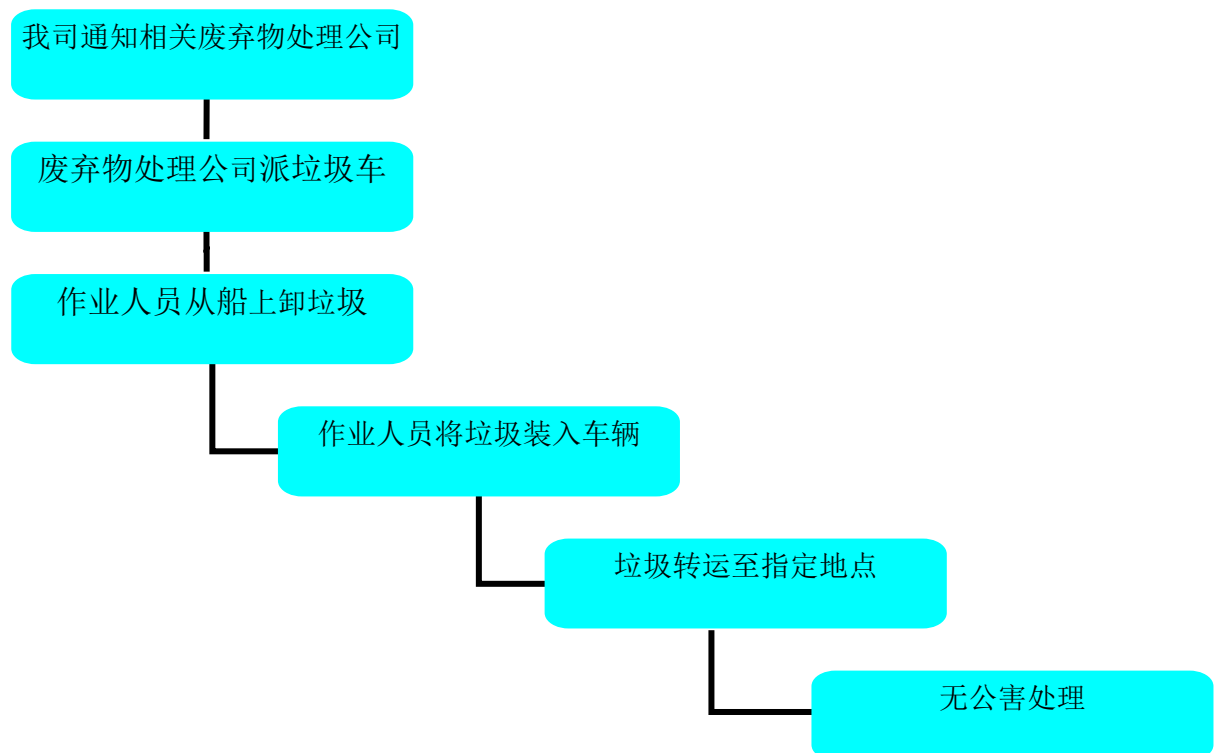 我司通知相关废弃物处理公司
废弃物处理公司派垃圾车
作业人员从船上卸垃圾
作业人员将垃圾装入车辆
垃圾转运至指定地点
无公害处理